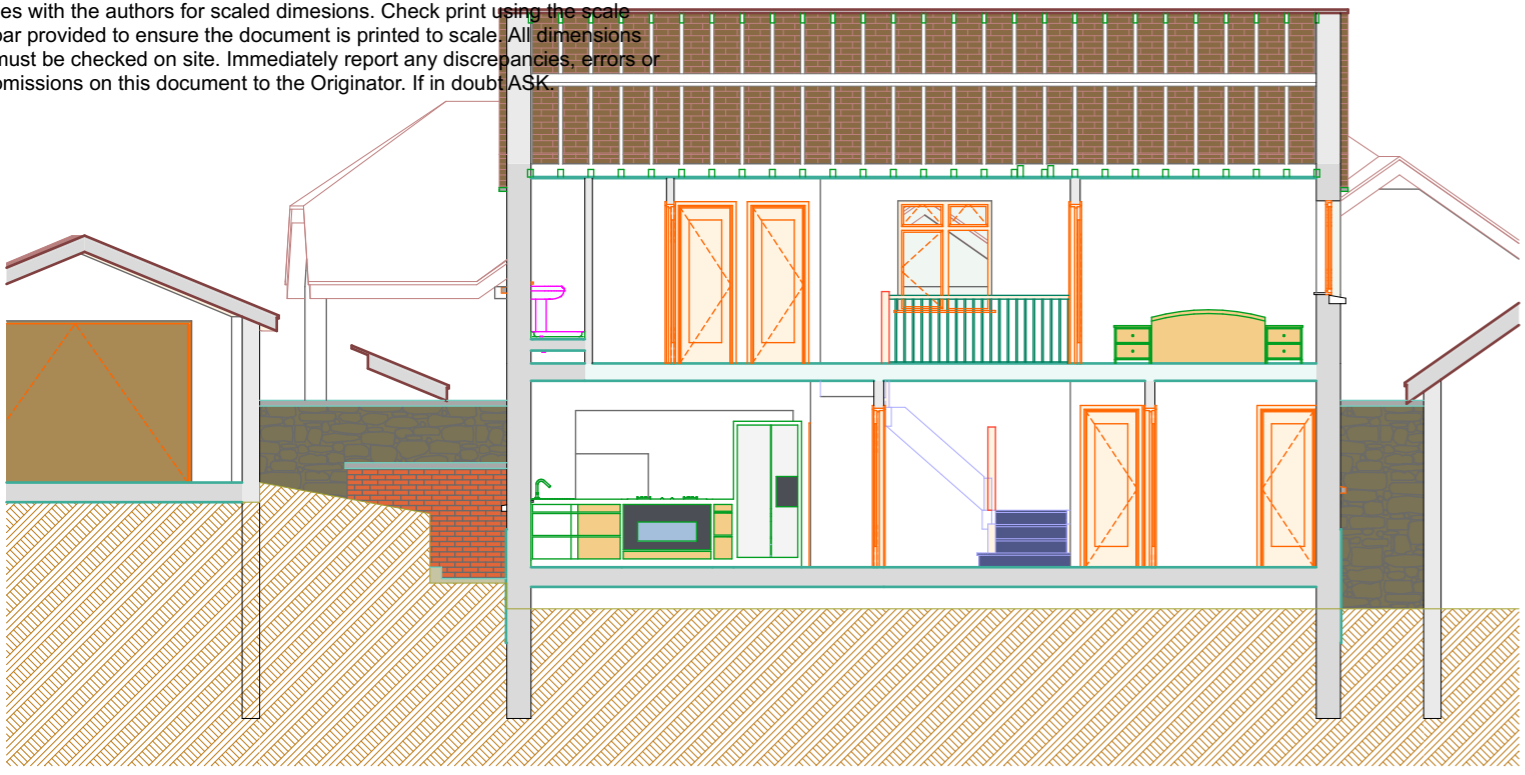 es with the authors for scaled dimesions. Check print using the scale
bar provided to ensure the document is printed to scale. All dimensions
must be checked on site. Immediately report any discrepancies, errors or
omissions on this document to the Originator. If in doubt ASK.